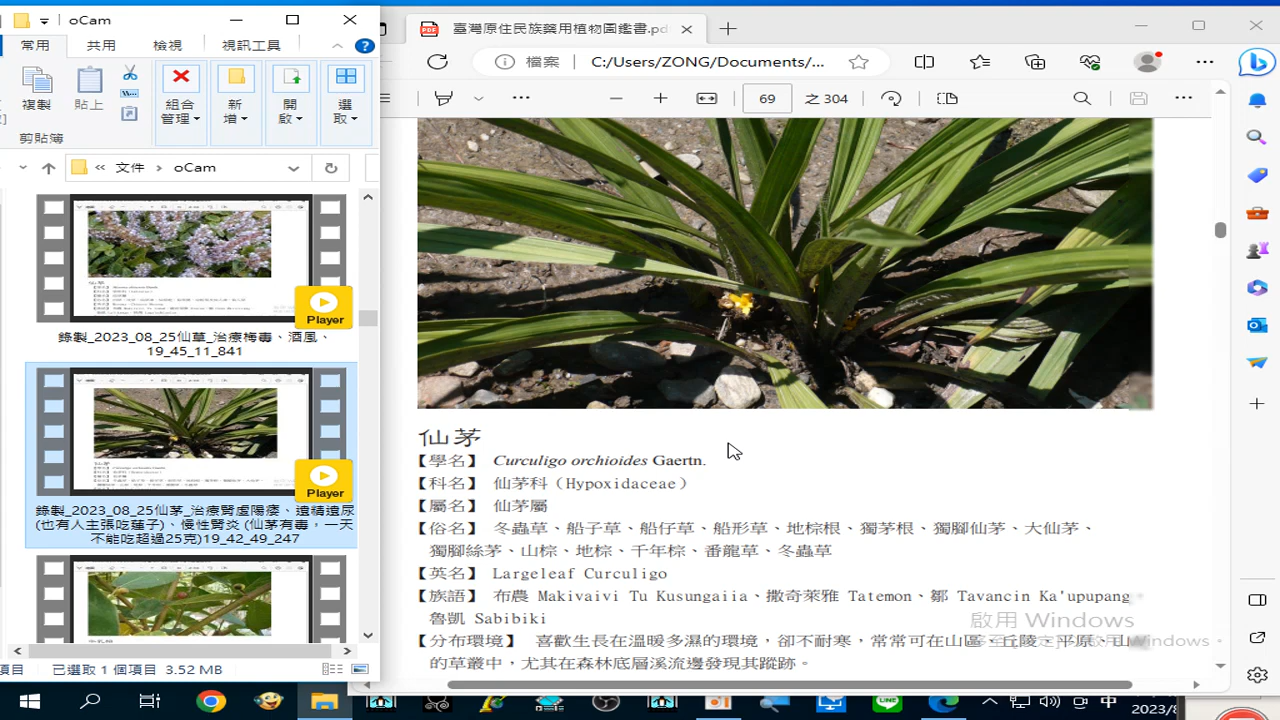 oCam
常用 共用 檢視 視訊工具
複製 貼上 組合管理 新增 開啟 選取
剪貼簿
« 文件 › oCam
Player
錄製_2023_08_25仙草_治療梅毒、酒風、
19_45_11_841
Player
錄製_2023_08_25仙茅_治療腎虛陽痿、遺精遺尿
(也有人主張吃蓮子)、慢性腎炎 (仙茅有毒，一天
不能吃超過25克)19_42_49_247
項目 已選取 1 個項目 3.52 MB
臺灣原住民族藥用植物圖鑑書.pd
檔案 C:/Users/ZONG/Documents/...
69 之 304
仙茅
【學名】 Curculigo orchioides Gaertn.
【科名】 仙茅科（Hypoxidaceae）
【屬名】 仙茅屬
【俗名】 冬蟲草、船子草、船仔草、船形草、地棕根、獨茅根、獨腳仙茅、大仙茅、
獨腳絲茅、山棕、地棕、千年棕、番龍草、冬蟲草
【英名】 Largeleaf Curculigo
【族語】 布農 Makivaivi Tu Kusungaiia、撒奇萊雅 Tatemon、鄒 Tavancin Ka'upupang、
魯凱 Sabibiki
【分布環境】 喜歡生長在溫暖多濕的環境，卻不耐寒，常常可在山區、丘陵、平原、山
的草叢中，尤其在森林底層溪流邊發現其蹤跡。
啟用 Windows
移至 [設定] 以啟用 Windows。
中
2023/8